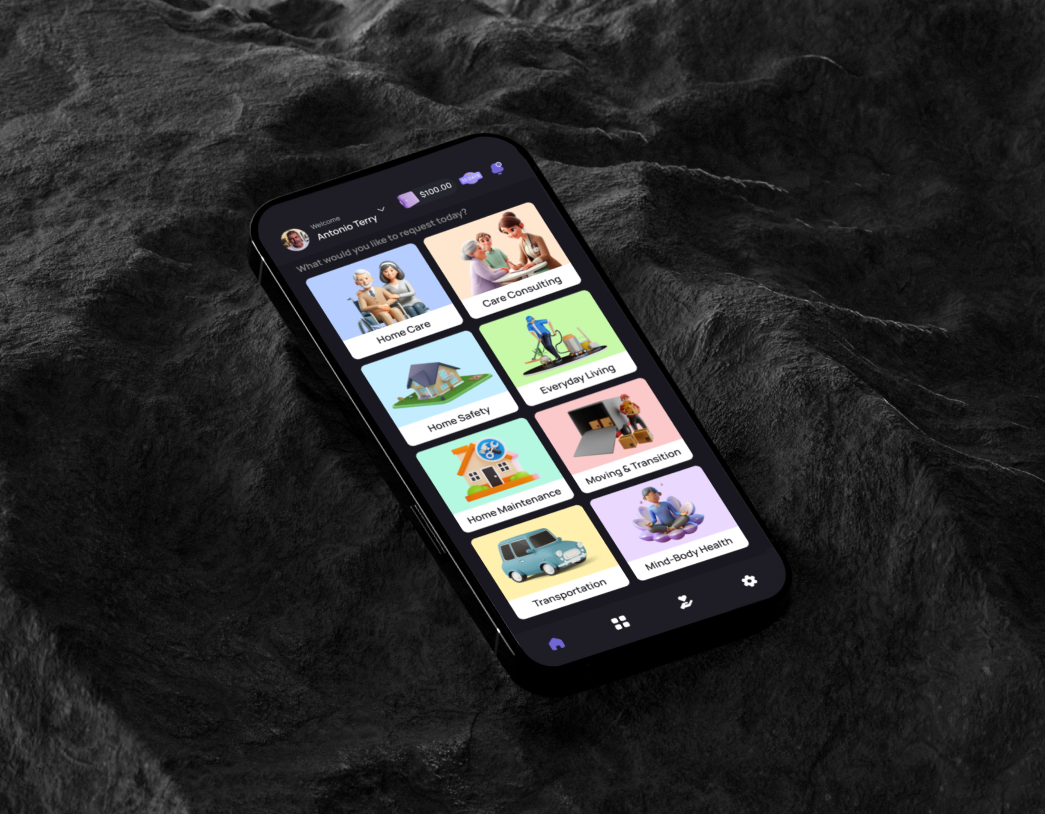 Welcome
Antonio Terry
$100.00
What would you like to request today?
Home Care
Care Consulting
Home Safety
Everyday Living
Home Maintenance
Moving & Transition
Transportation
Mind-Body Health